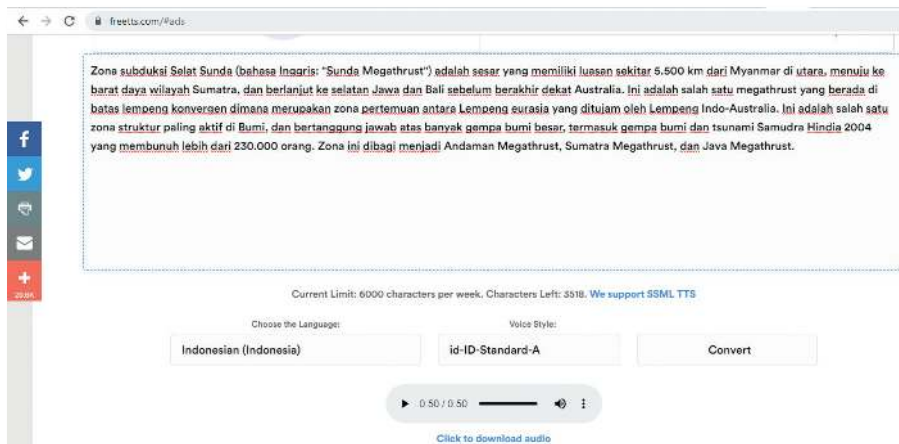 freetts.com/#ads
Zona subduksi Selat Sunda (bahasa Inggris: "Sunda Megathrust") adalah sesar yang memiliki luasan sekitar 5.500 km dari Myanmar di utara, menuju ke
barat daya wilayah Sumatra, dan berlanjut ke selatan Jawa dan Bali sebelum berakhir dekat Australia. Ini adalah salah satu megathrust yang berada di
batas lempeng konvergen dimana merupakan zona pertemuan antara Lempeng eurasia yang ditujam oleh Lempeng Indo-Australia. Ini adalah salah satu
zona struktur paling aktif di Bumi, dan bertanggung jawab atas banyak gempa bumi besar, termasuk gempa bumi dan tsunami Samudra Hindia 2004
yang membunuh lebih dari 230.000 orang. Zona ini dibagi menjadi Andaman Megathrust, Sumatra Megathrust, dan Java Megathrust.
Current Limit: 6000 characters per week. Characters Left: 3518. We support SSML TTS
Choose the Language: Voice Style:
Indonesian (Indonesia) id-ID-Standard-A Convert
0:50 / 0:50
Click to download audio